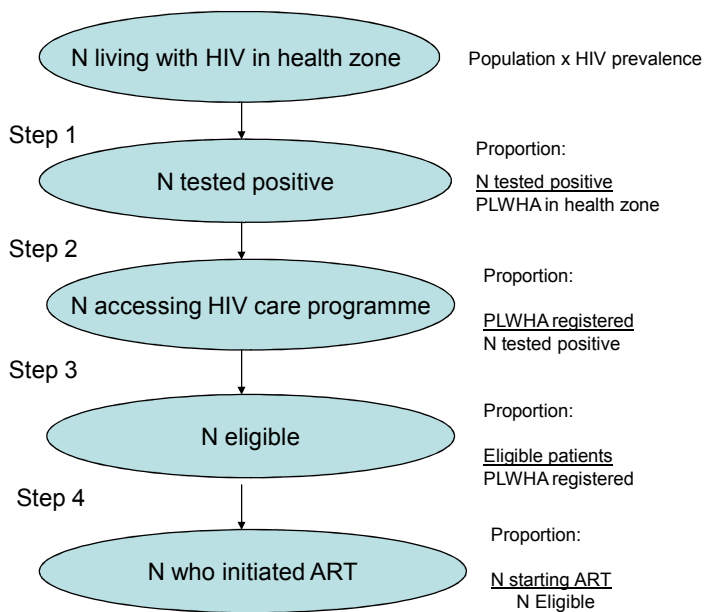 N living with HIV in health zone
Population x HIV prevalence
Step 1
Proportion:
N tested positive
N tested positive
PLWHA in health zone
Step 2
Proportion:
N accessing HIV care programme
PLWHA registered
N tested positive
Step 3
Proportion:
N eligible
Eligible patients
PLWHA registered
Step 4
Proportion:
N who initiated ART
N starting ART
N Eligible